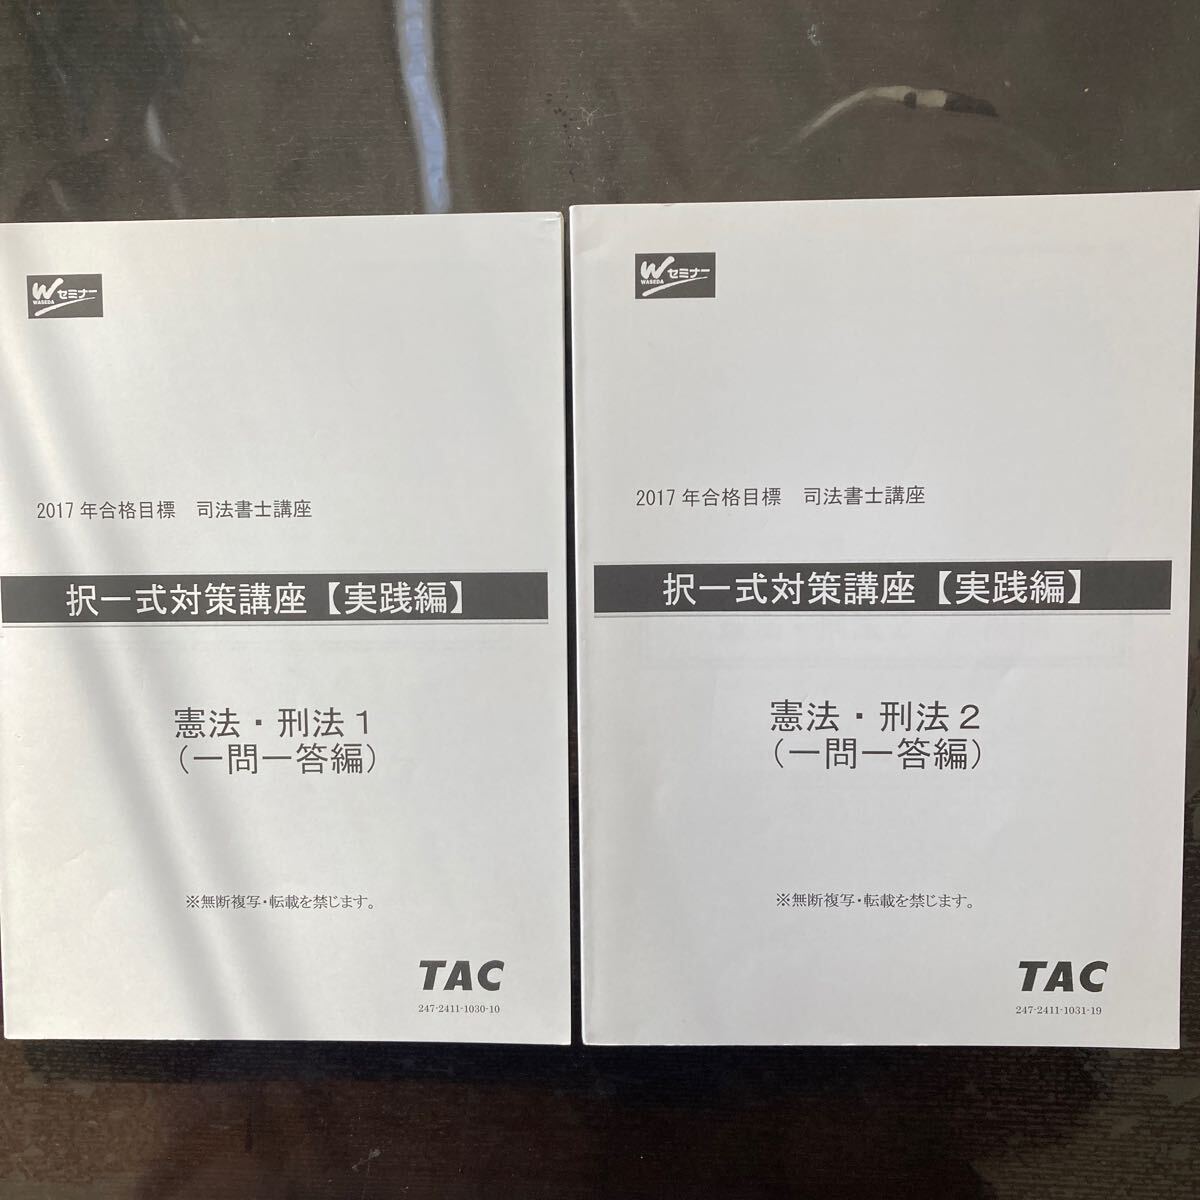 W セミナー
WASEDA
2017 年合格目標 司法書士講座
択一式対策講座【実践編】
憲法・刑法1
(一問一答編)
※無断複写・転載を禁じます。
TAC
247-2411-1030-10
W セミナー
WASEDA
2017 年合格目標 司法書士講座
択一式対策講座【実践編】
憲法・刑法2
(一問一答編)
※無断複写・転載を禁じます。
TAC
247-2411-1031-19